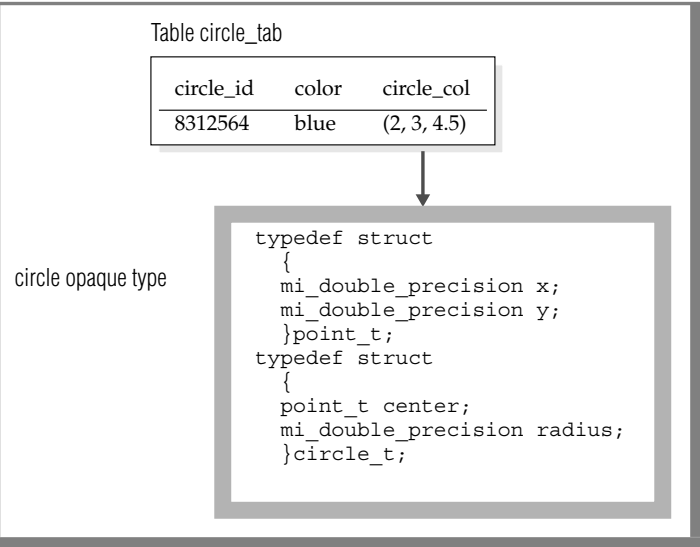 Table circle_tab
circle_id color circle_col
8312564 blue (2, 3, 4.5)
circle opaque type
typedef struct
{
mi_double_precision x;
mi_double_precision y;
}point_t;
typedef struct
{
point_t center;
mi_double_precision radius;
}circle_t;